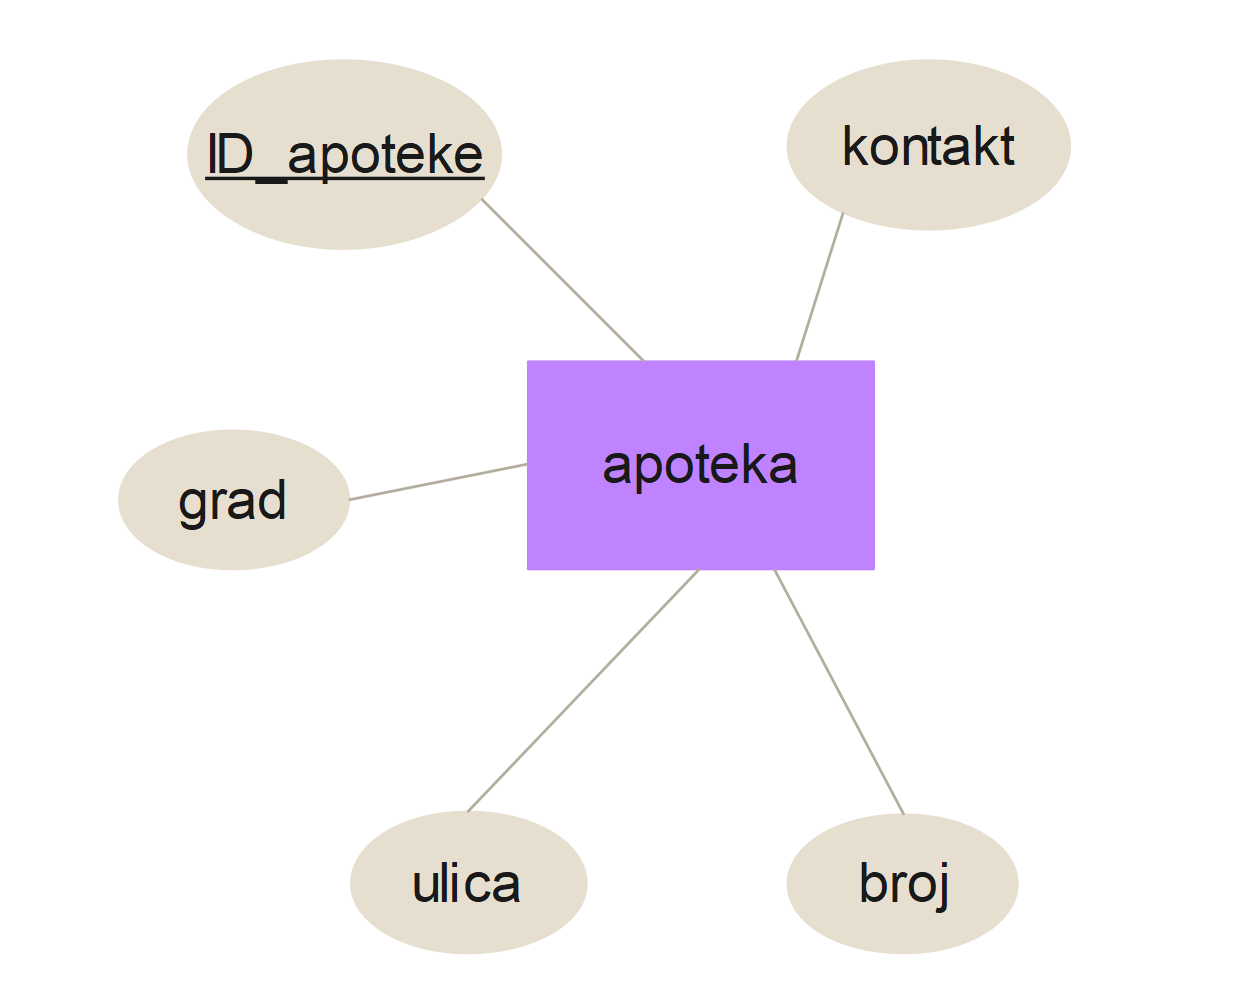 ID_apoteke
kontakt
apoteka
grad
ulica
broj